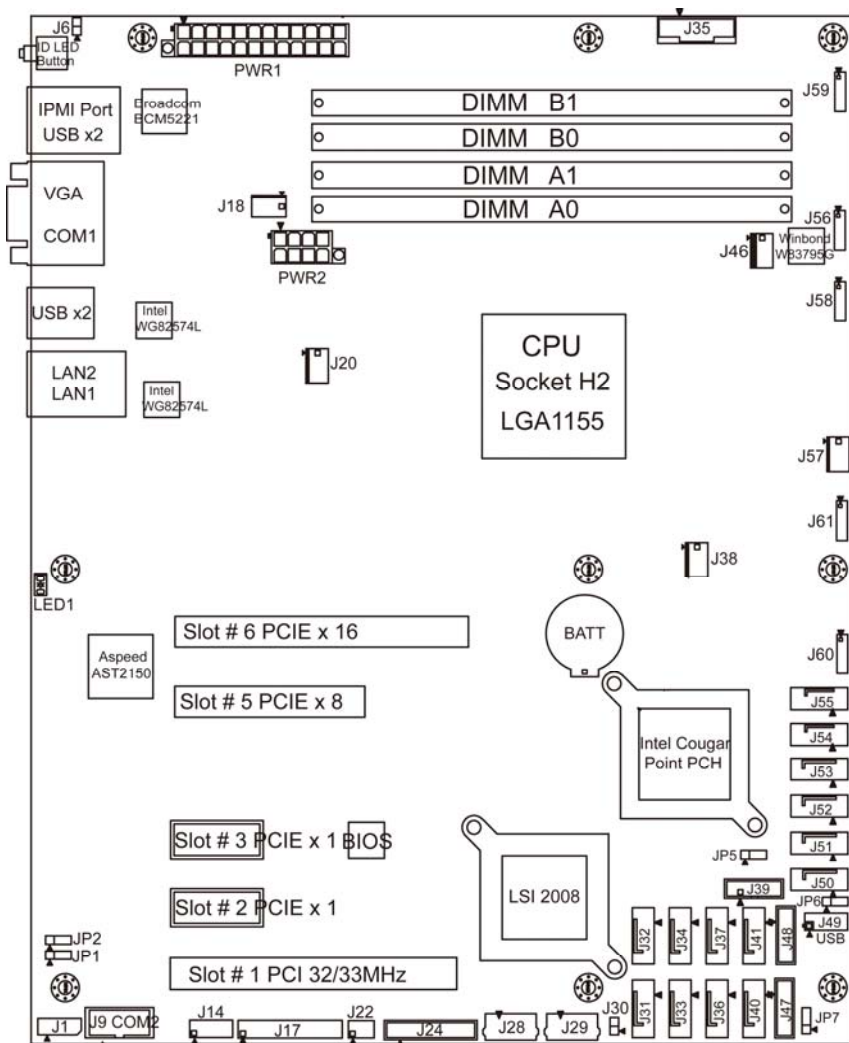 J6
J35
ID LED
Button
PWR1
J59
IPMI Port
USB x2
Broadcom
BCM5221
DIMM B1
DIMM B0
DIMM A1
DIMM A0
VGA
COM1
J18
PWR2
J56
J46
Winbond
W83795G
J58
USB x2
Intel
WG82574L
LAN2
LAN1
Intel
WG82574L
J20
CPU
Socket H2
LGA1155
J57
J61
J38
LED1
Slot # 6 PCIE x 16
BATT
Aspeed
AST2150
J60
Slot # 5 PCIE x 8
J55
J54
Intel Cougar
Point PCH
J53
J52
Slot # 3 PCIE x 1
BIOS
J51
JP5
J50
J39
LSI 2008
Slot # 2 PCIE x 1
JP6
J49
USB
J32
J34
J37
J41
J48
JP2
JP1
Slot # 1 PCI 32/33MHz
J31
J33
J36
J40
J47
J30
JP7
J1
J9 COM2
J14
J17
J22
J24
J28
J29